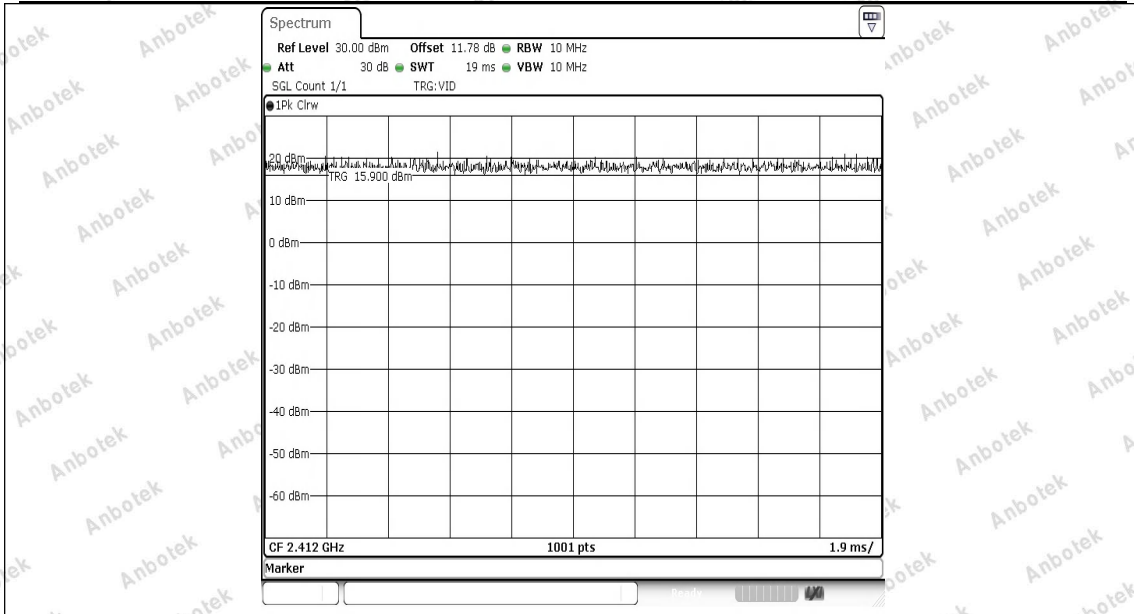 Spectrum
Ref Level 30.00 dBm Offset 11.78 dB RBW 10 MHz
Att 30 dB SWT 19 ms VBW 10 MHz
SGL Count 1/1 TRG:VID
1Pk Clrw
20 dBm
TRG 15.900 dBm
10 dBm
0 dBm
-10 dBm
-20 dBm
-30 dBm
-40 dBm
-50 dBm
-60 dBm
CF 2.412 GHz 1001 pts 1.9 ms/
Marker
Ready
Anbotek